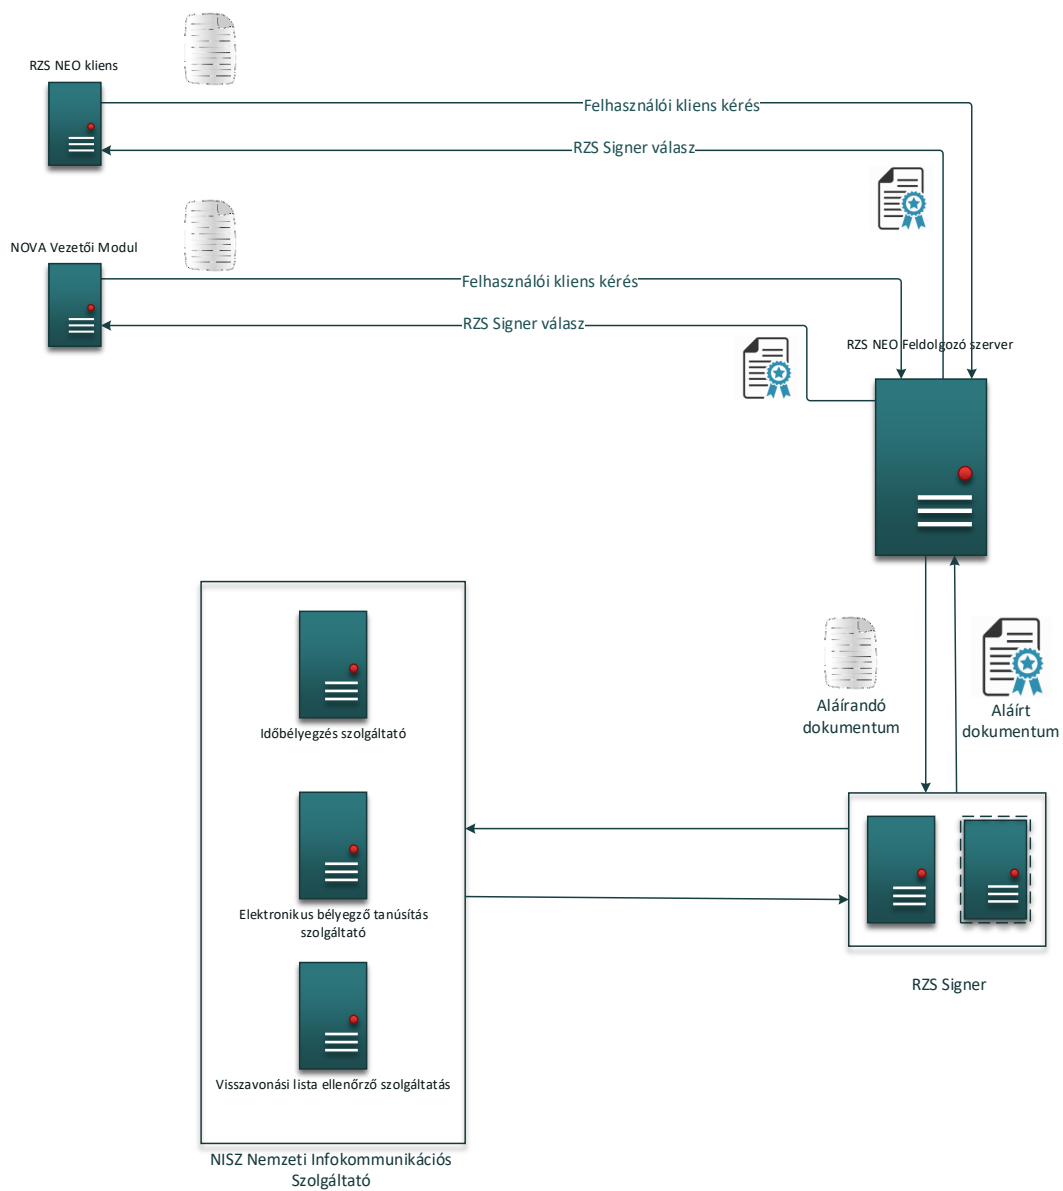 RZS NEO kliens
Felhasználói kliens kérés
RZS Signer válasz
NOVA Vezetői Modul
Felhasználói kliens kérés
RZS Signer válasz
RZS NEO Feldolgozó szerver
Aláírandó
dokumentum
Aláírt
dokumentum
Időbélyegzés szolgáltató
Elektronikus bélyegző tanúsítás
szolgáltató
RZS Signer
Visszavonási lista ellenőrző szolgáltatás
NISZ Nemzeti Infokommunikációs
Szolgáltató